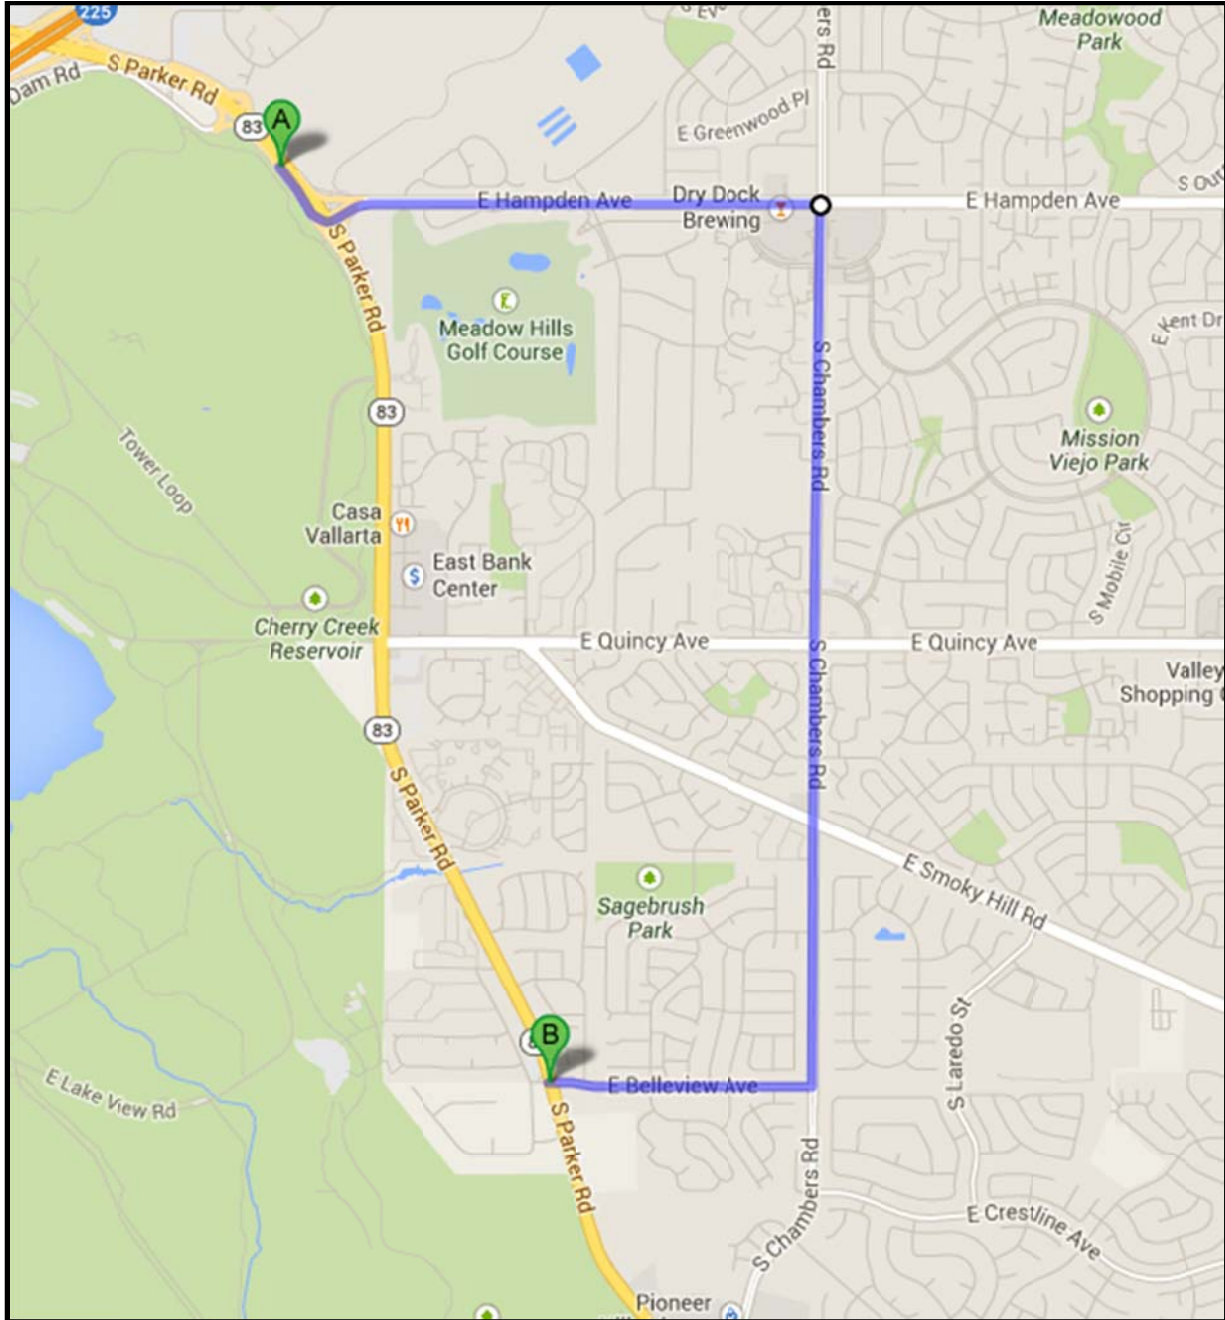 225
S Parker Rd
Dam Rd
83
A
ers Rd
Meadowood
Park
E Greenwood Pl
E Hampden Ave
Dry Dock
Brewing
E Hampden Ave
S Parker Rd
Meadow Hills
Golf Course
E Kent Dr
S Chambers Rd
83
Mission
Viejo Park
Tower Loop
Casa
Vallarta
East Bank
Center
S Mobile Cir
Cherry Creek
Reservoir
E Quincy Ave
E Quincy Ave
S Chambers Rd
Valley
Shopping
83
S Parker Rd
E Smoky Hill Rd
Sagebrush
Park
S Laredo St
8
B
E Belleview Ave
E Lake View Rd
S Parker Rd
S Chambers Rd
E Crestline Ave
Pioneer